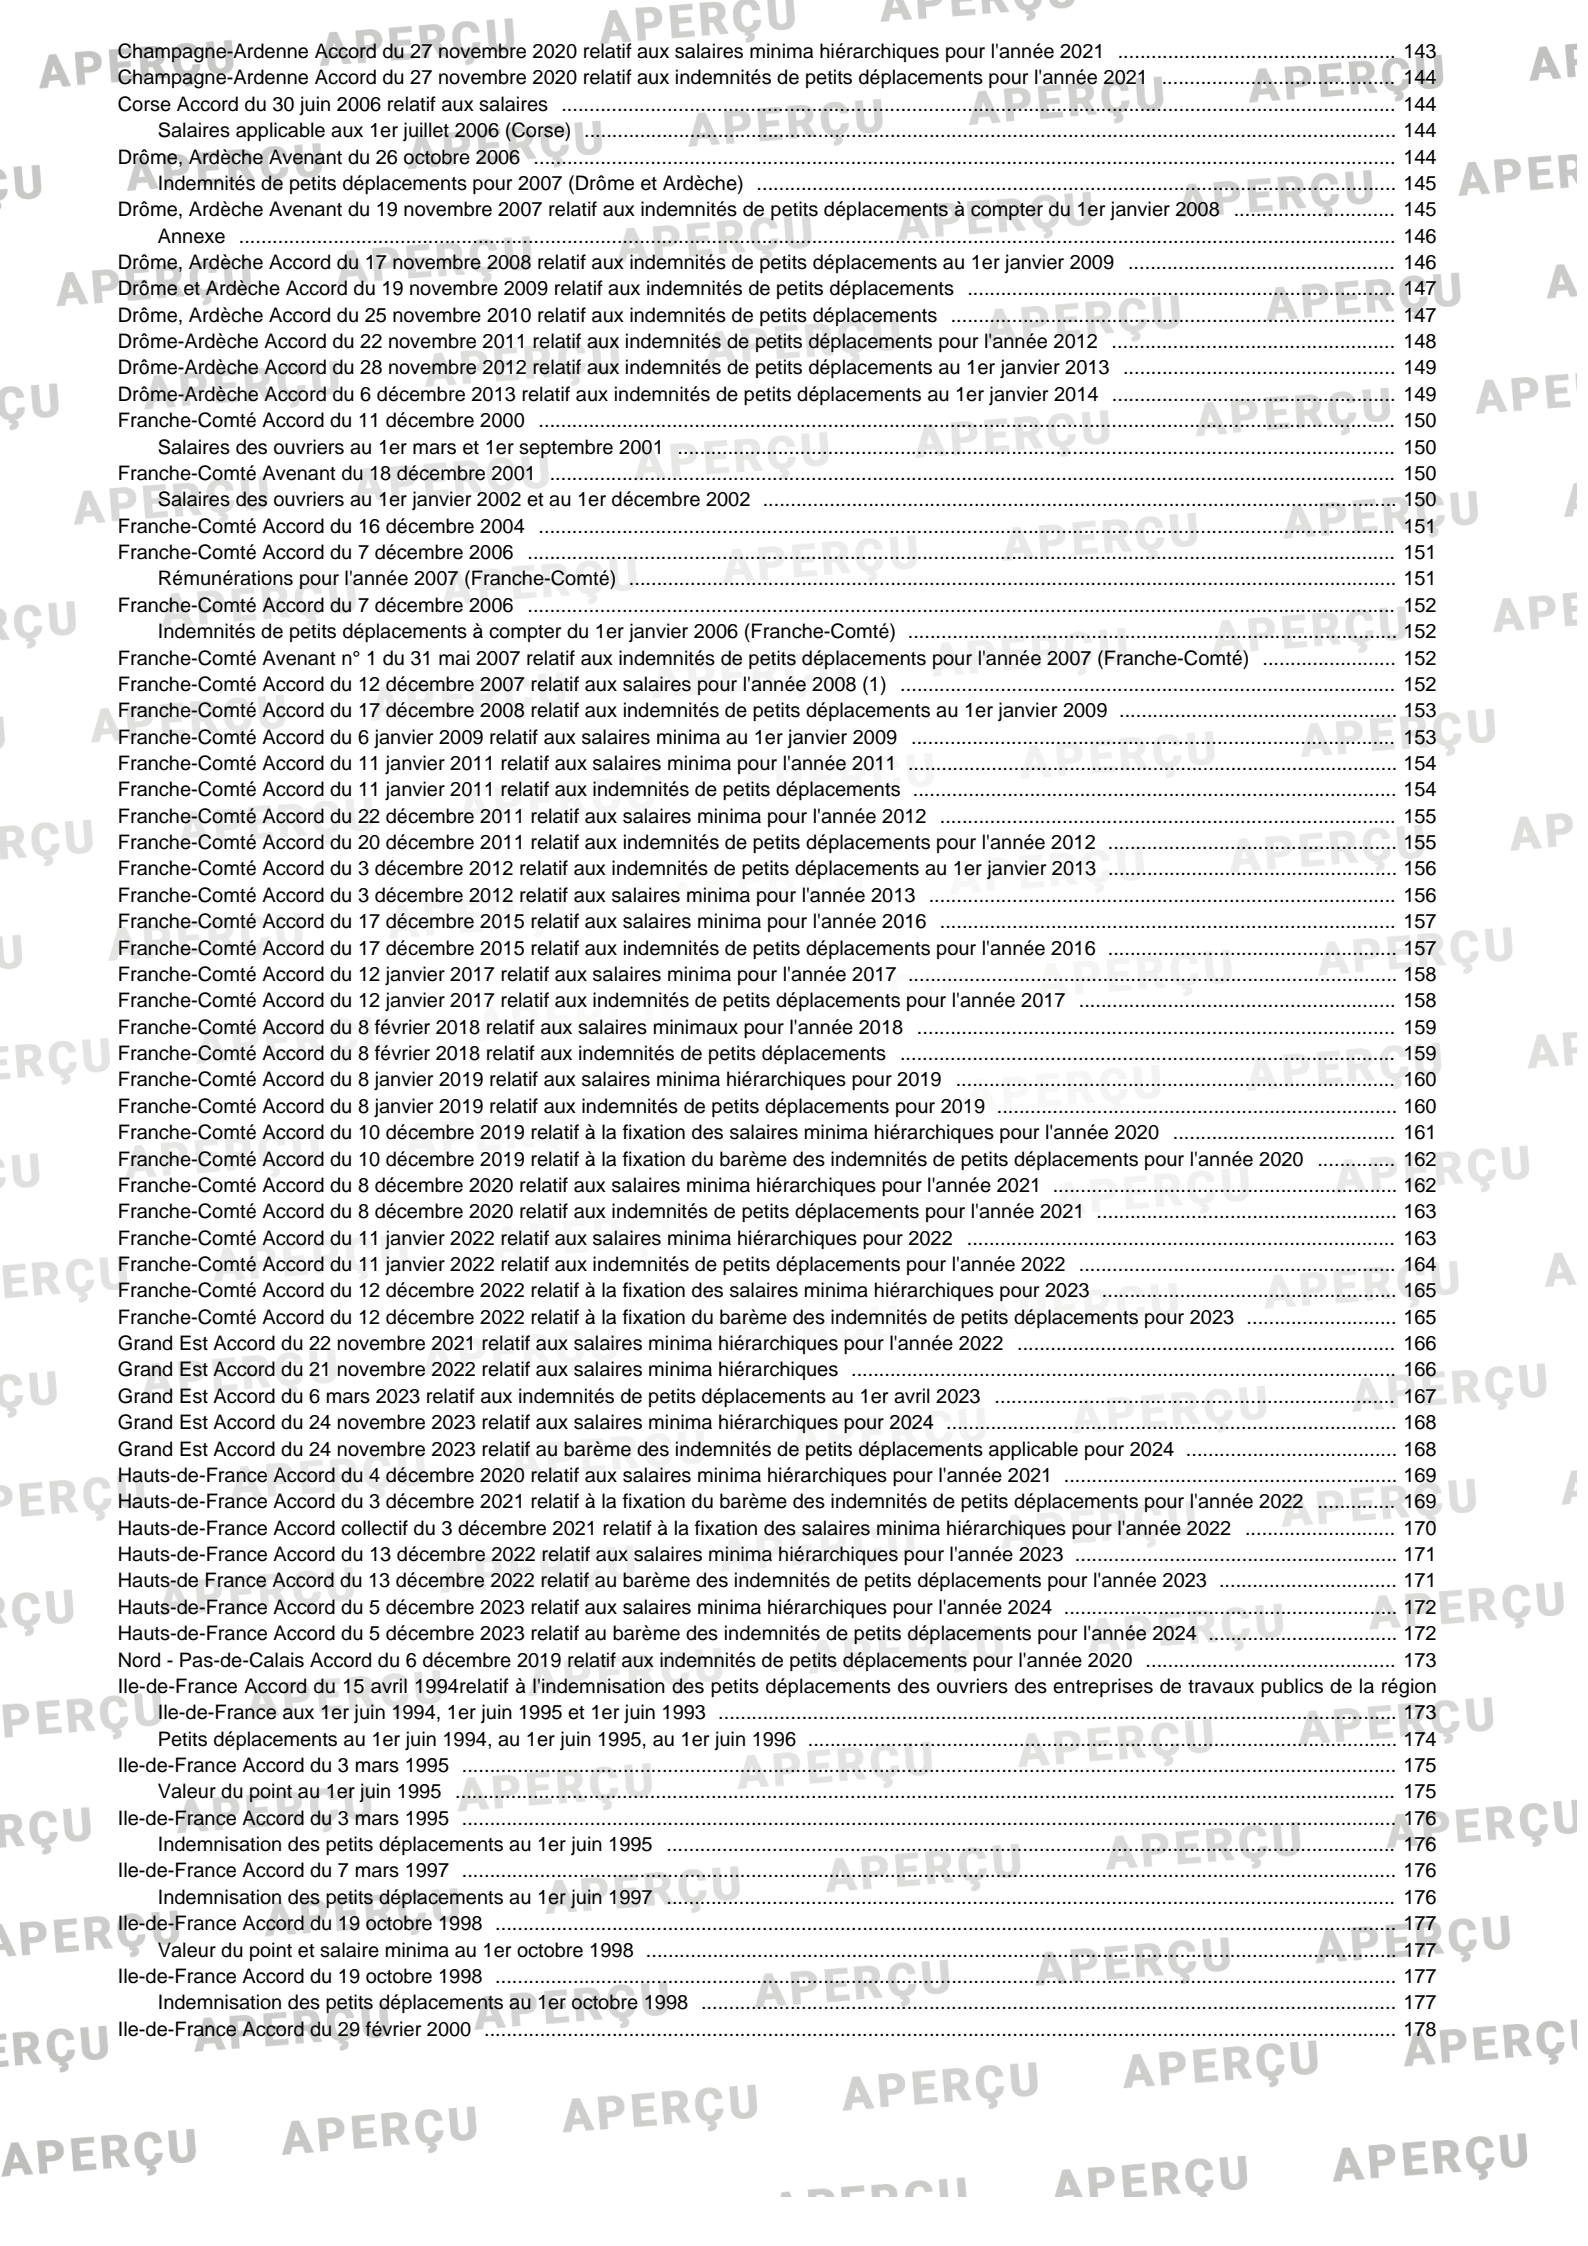 Champagne-Ardenne Accord du 27 novembre 2020 relatif aux salaires minima hiérarchiques pour l'année 2021 ........ 143
Champagne-Ardenne Accord du 27 novembre 2020 relatif aux indemnités de petits déplacements pour l'année 2021 ........ 144
Corse Accord du 30 juin 2006 relatif aux salaires ........ 144
Salaires applicable aux 1er juillet 2006 (Corse) ........ 144
Drôme, Ardèche Avenant du 26 octobre 2006 ........ 144
Indemnités de petits déplacements pour 2007 (Drôme et Ardèche) ........ 145
Drôme, Ardèche Avenant du 19 novembre 2007 relatif aux indemnités de petits déplacements à compter du 1er janvier 2008 ........ 145
Annexe ........ 146
Drôme, Ardèche Accord du 17 novembre 2008 relatif aux indemnités de petits déplacements au 1er janvier 2009 ........ 146
Drôme et Ardèche Accord du 19 novembre 2009 relatif aux indemnités de petits déplacements ........ 147
Drôme, Ardèche Accord du 25 novembre 2010 relatif aux indemnités de petits déplacements ........ 147
Drôme-Ardèche Accord du 22 novembre 2011 relatif aux indemnités de petits déplacements pour l'année 2012 ........ 148
Drôme-Ardèche Accord du 28 novembre 2012 relatif aux indemnités de petits déplacements au 1er janvier 2013 ........ 149
Drôme-Ardèche Accord du 6 décembre 2013 relatif aux indemnités de petits déplacements au 1er janvier 2014 ........ 149
Franche-Comté Accord du 11 décembre 2000 ........ 150
Salaires des ouvriers au 1er mars et 1er septembre 2001 ........ 150
Franche-Comté Avenant du 18 décembre 2001 ........ 150
Salaires des ouvriers au 1er janvier 2002 et au 1er décembre 2002 ........ 150
Franche-Comté Accord du 16 décembre 2004 ........ 151
Franche-Comté Accord du 7 décembre 2006 ........ 151
Rémunérations pour l'année 2007 (Franche-Comté) ........ 151
Franche-Comté Accord du 7 décembre 2006 ........ 152
Indemnités de petits déplacements à compter du 1er janvier 2006 (Franche-Comté) ........ 152
Franche-Comté Avenant n° 1 du 31 mai 2007 relatif aux indemnités de petits déplacements pour l'année 2007 (Franche-Comté) ........ 152
Franche-Comté Accord du 12 décembre 2007 relatif aux salaires pour l'année 2008 (1) ........ 152
Franche-Comté Accord du 17 décembre 2008 relatif aux indemnités de petits déplacements au 1er janvier 2009 ........ 153
Franche-Comté Accord du 6 janvier 2009 relatif aux salaires minima au 1er janvier 2009 ........ 153
Franche-Comté Accord du 11 janvier 2011 relatif aux salaires minima pour l'année 2011 ........ 154
Franche-Comté Accord du 11 janvier 2011 relatif aux indemnités de petits déplacements ........ 154
Franche-Comté Accord du 22 décembre 2011 relatif aux salaires minima pour l'année 2012 ........ 155
Franche-Comté Accord du 20 décembre 2011 relatif aux indemnités de petits déplacements pour l'année 2012 ........ 155
Franche-Comté Accord du 3 décembre 2012 relatif aux indemnités de petits déplacements au 1er janvier 2013 ........ 156
Franche-Comté Accord du 3 décembre 2012 relatif aux salaires minima pour l'année 2013 ........ 156
Franche-Comté Accord du 17 décembre 2015 relatif aux salaires minima pour l'année 2016 ........ 157
Franche-Comté Accord du 17 décembre 2015 relatif aux indemnités de petits déplacements pour l'année 2016 ........ 157
Franche-Comté Accord du 12 janvier 2017 relatif aux salaires minima pour l'année 2017 ........ 158
Franche-Comté Accord du 12 janvier 2017 relatif aux indemnités de petits déplacements pour l'année 2017 ........ 158
Franche-Comté Accord du 8 février 2018 relatif aux salaires minimaux pour l'année 2018 ........ 159
Franche-Comté Accord du 8 février 2018 relatif aux indemnités de petits déplacements ........ 159
Franche-Comté Accord du 8 janvier 2019 relatif aux salaires minima hiérarchiques pour 2019 ........ 160
Franche-Comté Accord du 8 janvier 2019 relatif aux indemnités de petits déplacements pour 2019 ........ 160
Franche-Comté Accord du 10 décembre 2019 relatif à la fixation des salaires minima hiérarchiques pour l'année 2020 ........ 161
Franche-Comté Accord du 10 décembre 2019 relatif à la fixation du barème des indemnités de petits déplacements pour l'année 2020 ........ 162
Franche-Comté Accord du 8 décembre 2020 relatif aux salaires minima hiérarchiques pour l'année 2021 ........ 162
Franche-Comté Accord du 8 décembre 2020 relatif aux indemnités de petits déplacements pour l'année 2021 ........ 163
Franche-Comté Accord du 11 janvier 2022 relatif aux salaires minima hiérarchiques pour 2022 ........ 163
Franche-Comté Accord du 11 janvier 2022 relatif aux indemnités de petits déplacements pour l'année 2022 ........ 164
Franche-Comté Accord du 12 décembre 2022 relatif à la fixation des salaires minima hiérarchiques pour 2023 ........ 165
Franche-Comté Accord du 12 décembre 2022 relatif à la fixation du barème des indemnités de petits déplacements pour 2023 ........ 165
Grand Est Accord du 22 novembre 2021 relatif aux salaires minima hiérarchiques pour l'année 2022 ........ 166
Grand Est Accord du 21 novembre 2022 relatif aux salaires minima hiérarchiques ........ 166
Grand Est Accord du 6 mars 2023 relatif aux indemnités de petits déplacements au 1er avril 2023 ........ 167
Grand Est Accord du 24 novembre 2023 relatif aux salaires minima hiérarchiques pour 2024 ........ 168
Grand Est Accord du 24 novembre 2023 relatif au barème des indemnités de petits déplacements applicable pour 2024 ........ 168
Hauts-de-France Accord du 4 décembre 2020 relatif aux salaires minima hiérarchiques pour l'année 2021 ........ 169
Hauts-de-France Accord du 3 décembre 2021 relatif à la fixation du barème des indemnités de petits déplacements pour l'année 2022 ........ 169
Hauts-de-France Accord collectif du 3 décembre 2021 relatif à la fixation des salaires minima hiérarchiques pour l'année 2022 ........ 170
Hauts-de-France Accord du 13 décembre 2022 relatif aux salaires minima hiérarchiques pour l'année 2023 ........ 171
Hauts-de France Accord du 13 décembre 2022 relatif au barème des indemnités de petits déplacements pour l'année 2023 ........ 171
Hauts-de-France Accord du 5 décembre 2023 relatif aux salaires minima hiérarchiques pour l'année 2024 ........ 172
Hauts-de-France Accord du 5 décembre 2023 relatif au barème des indemnités de petits déplacements pour l'année 2024 ........ 172
Nord - Pas-de-Calais Accord du 6 décembre 2019 relatif aux indemnités de petits déplacements pour l'année 2020 ........ 173
Ile-de-France Accord du 15 avril 1994relatif à l'indemnisation des petits déplacements des ouvriers des entreprises de travaux publics de la région
Ile-de-France aux 1er juin 1994, 1er juin 1995 et 1er juin 1993 ........ 173
Petits déplacements au 1er juin 1994, au 1er juin 1995, au 1er juin 1996 ........ 174
Ile-de-France Accord du 3 mars 1995 ........ 175
Valeur du point au 1er juin 1995 ........ 175
Ile-de-France Accord du 3 mars 1995 ........ 176
Indemnisation des petits déplacements au 1er juin 1995 ........ 176
Ile-de-France Accord du 7 mars 1997 ........ 176
Indemnisation des petits déplacements au 1er juin 1997 ........ 176
Ile-de-France Accord du 19 octobre 1998 ........ 177
Valeur du point et salaire minima au 1er octobre 1998 ........ 177
Ile-de-France Accord du 19 octobre 1998 ........ 177
Indemnisation des petits déplacements au 1er octobre 1998 ........ 177
Ile-de-France Accord du 29 février 2000 ........ 178
APERÇU